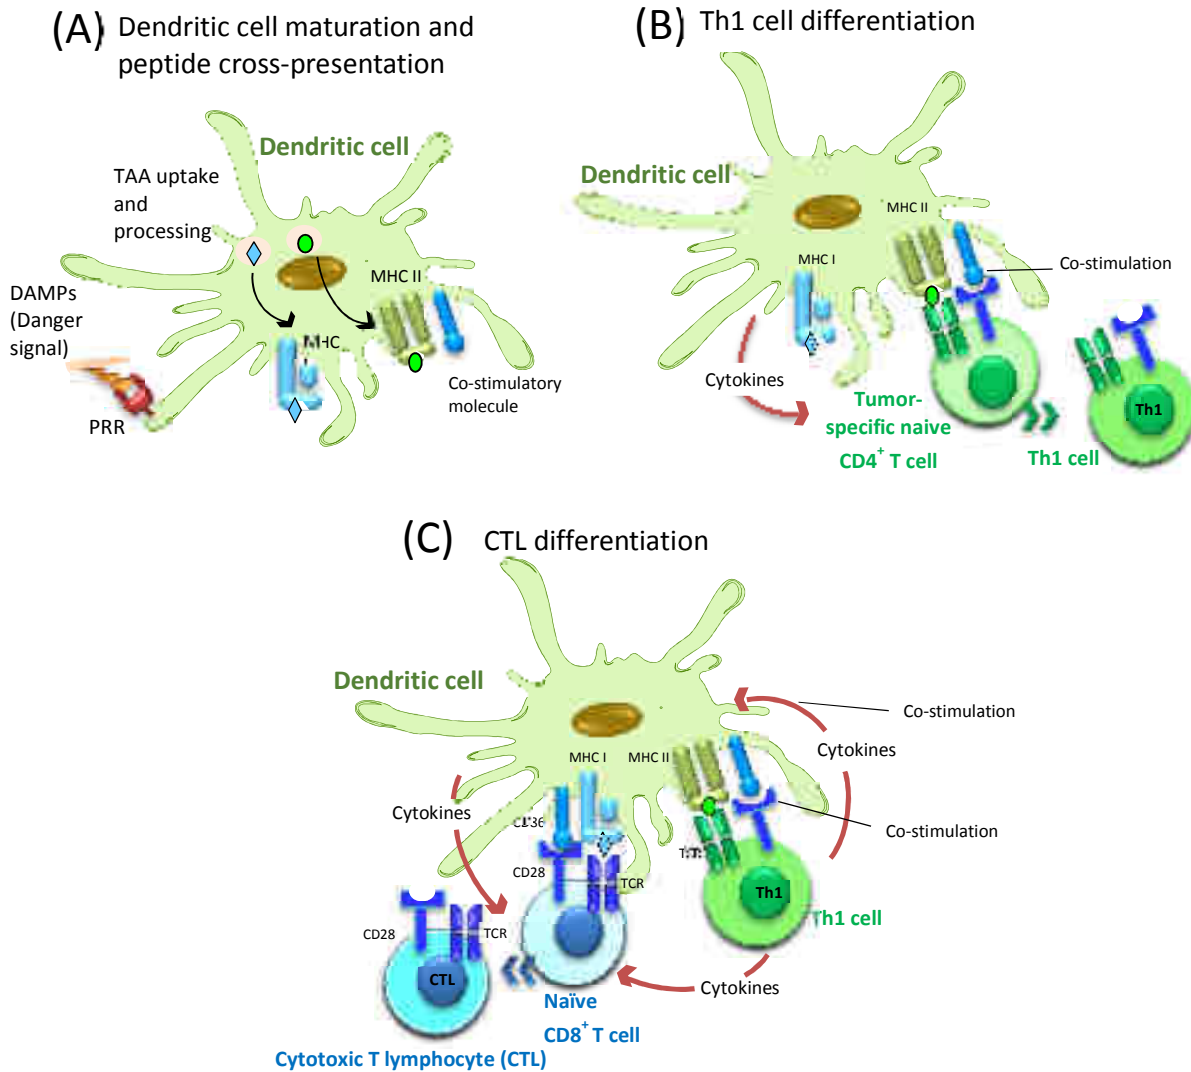 (A) Dendritic cell maturation and
peptide cross-presentation
Dendritic cell
TAA uptake
and
processing
DAMPs
(Danger
signal)
PRR
MHC II
MHC
Co-stimulatory
molecule
(B) Th1 cell differentiation
Dendritic cell
MHC II
MHC I
Co-stimulation
Cytokines
Tumor-
specific naive
CD4+ T cell
Th1
Th1 cell
(C) CTL differentiation
Dendritic cell
Co-stimulation
Cytokines
MHC I MHC II
Cytokines
Co-stimulation
CD28
TCR
Th1
Th1 cell
CD28
TCR
CTL
Cytokines
Naïve
CD8+ T cell
Cytotoxic T lymphocyte (CTL)